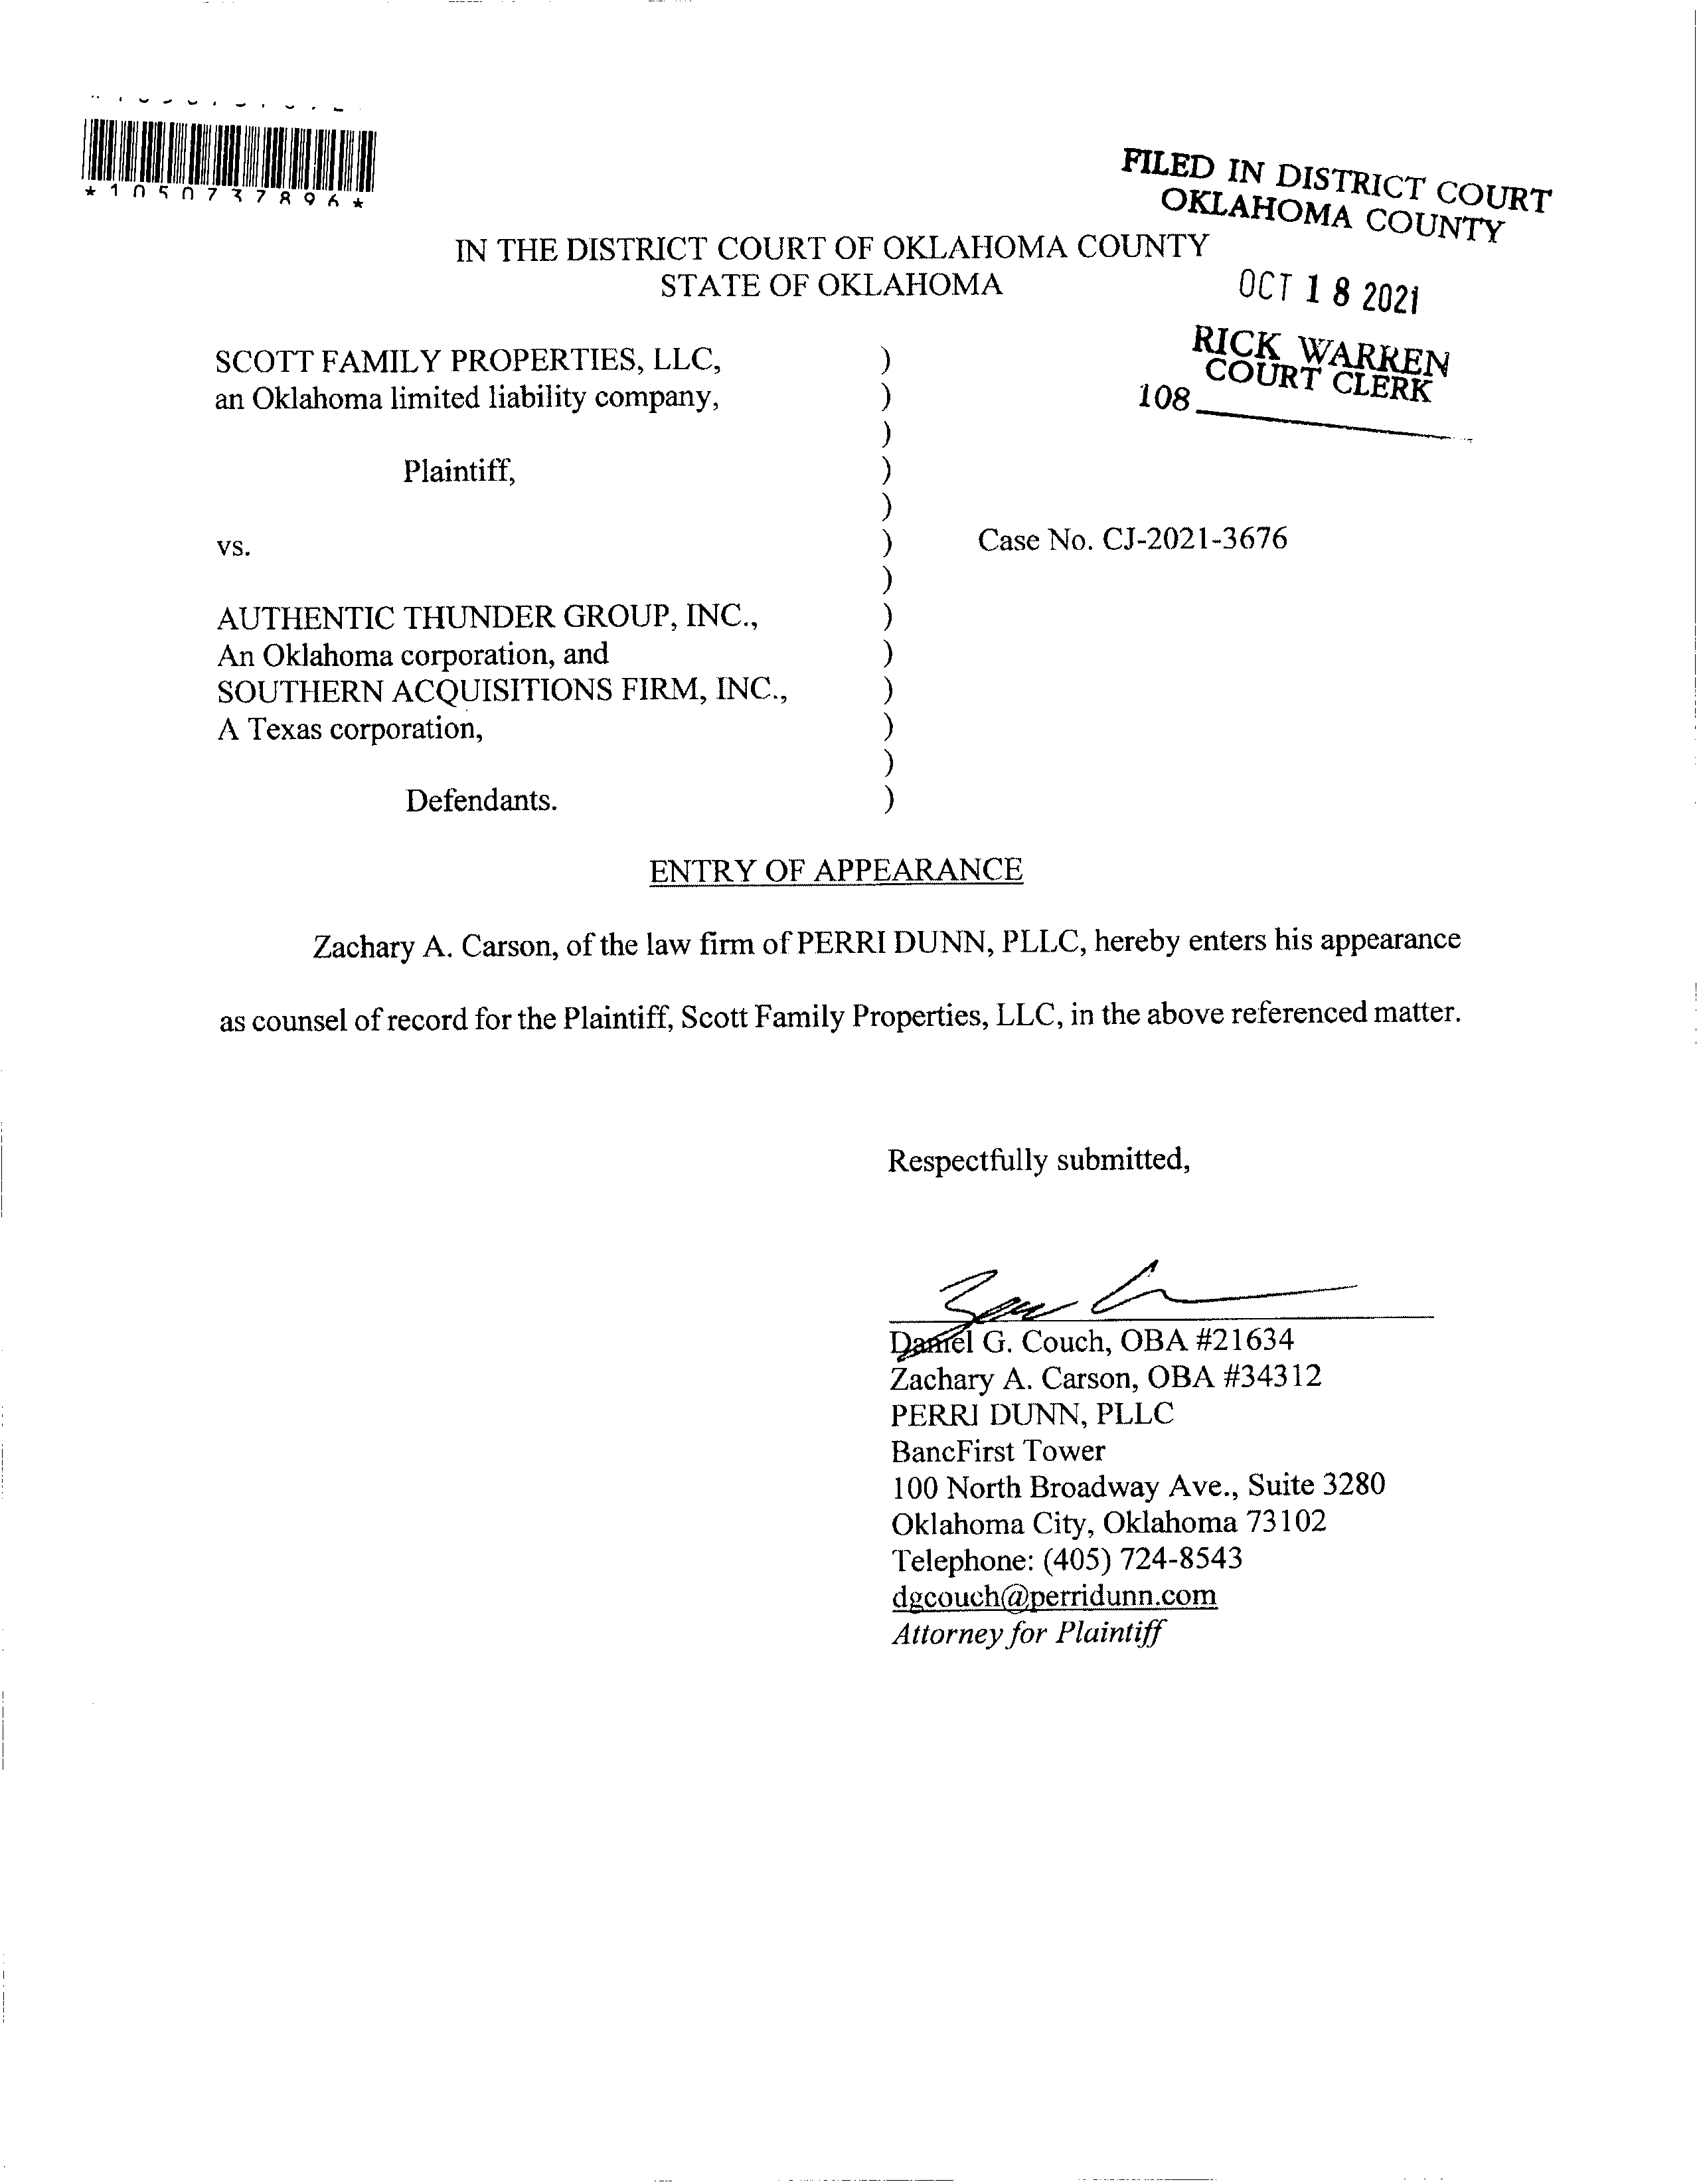 *1050737896*
FILED IN DISTRICT COURT
OKLAHOMA COUNTY
IN THE DISTRICT COURT OF OKLAHOMA COUNTY
STATE OF OKLAHOMA
OCT 18 2021
RICK WARREN
COURT CLERK
108
SCOTT FAMILY PROPERTIES, LLC, )
an Oklahoma limited liability company, )
)
Plaintiff, )
)
vs. ) Case No. CJ-2021-3676
)
AUTHENTIC THUNDER GROUP, INC., )
An Oklahoma corporation, and )
SOUTHERN ACQUISITIONS FIRM, INC., )
A Texas corporation, )
)
Defendants. )
ENTRY OF APPEARANCE
Zachary A. Carson, of the law firm of PERRI DUNN, PLLC, hereby enters his appearance
as counsel of record for the Plaintiff, Scott Family Properties, LLC, in the above referenced matter.
Respectfully submitted,
Daniel G. Couch, OBA #21634
Zachary A. Carson, OBA #34312
PERRI DUNN, PLLC
BancFirst Tower
100 North Broadway Ave., Suite 3280
Oklahoma City, Oklahoma 73102
Telephone: (405) 724-8543
dgcouch@perridunn.com
Attorney for Plaintiff